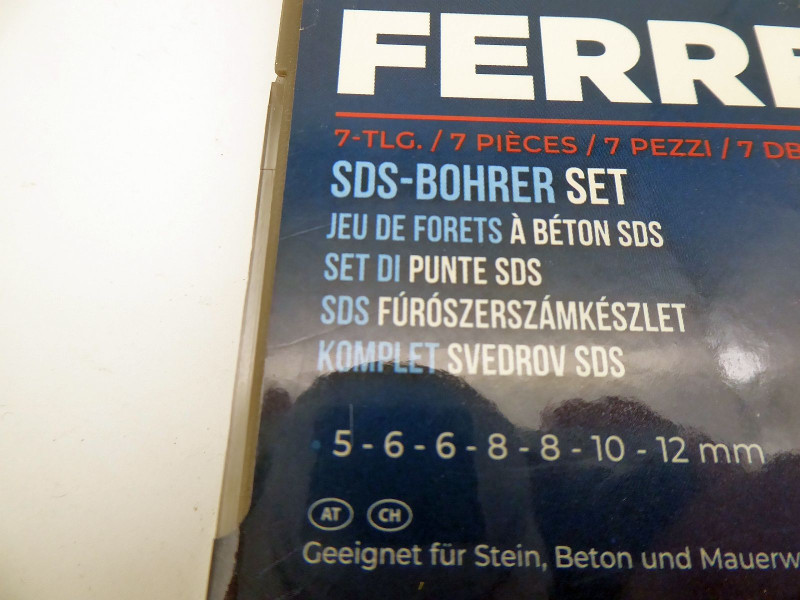 FERR
7-TLG. / 7 PIÈCES / 7 PEZZI / 7 DB
SDS-BOHRER SET
JEU DE FORETS À BÉTON SDS
SET DI PUNTE SDS
SDS FÚRÓSZERSZÁMKÉSZLET
KOMPLET SVEDROV SDS
5 - 6 - 6 - 8 - 8 - 10 - 12 mm
AT CH
Geeignet für Stein, Beton und Mauerw